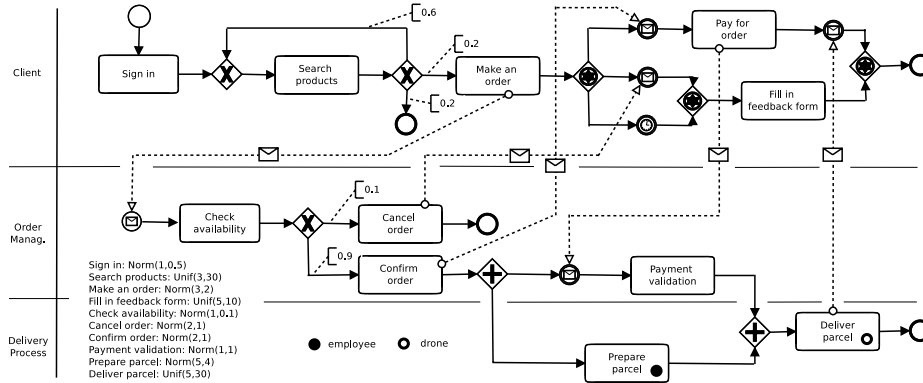 0.6
Client
Sign in
Search
products
0.2
0.2
Make an
order
Pay for
order
Fill in
feedback form
Order
Manag.
Check
availability
0.1
Cancel
order
0.9
Confirm
order
Payment
validation
Sign in: Norm(1,0.5)
Search products: Unif(3,30)
Make an order: Norm(3,2)
Fill in feedback form: Unif(5,10)
Check availability: Norm(1,0.1)
Cancel order: Norm(2,1)
Confirm order: Norm(2,1)
Payment validation: Norm(1,1)
Prepare parcel: Norm(5,4)
Deliver parcel: Unif(5,30)
Delivery
Process
employee
drone
Prepare
parcel
Deliver
parcel